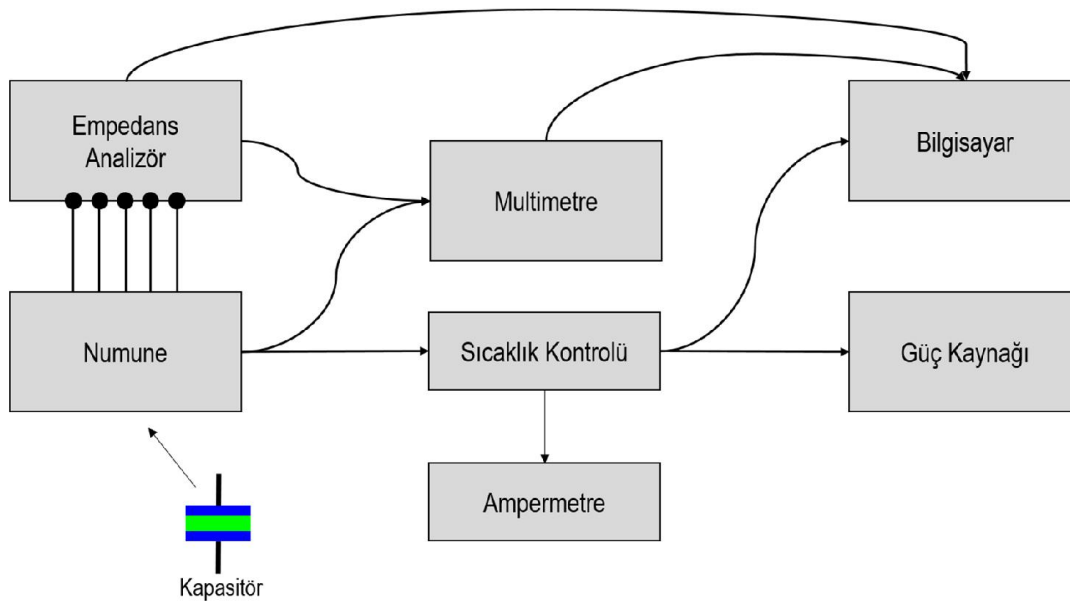 Empedans
Analizör
Multimetre
Bilgisayar
Numune
Sıcaklık Kontrolü
Güç Kaynağı
Ampermetre
Kapasitör